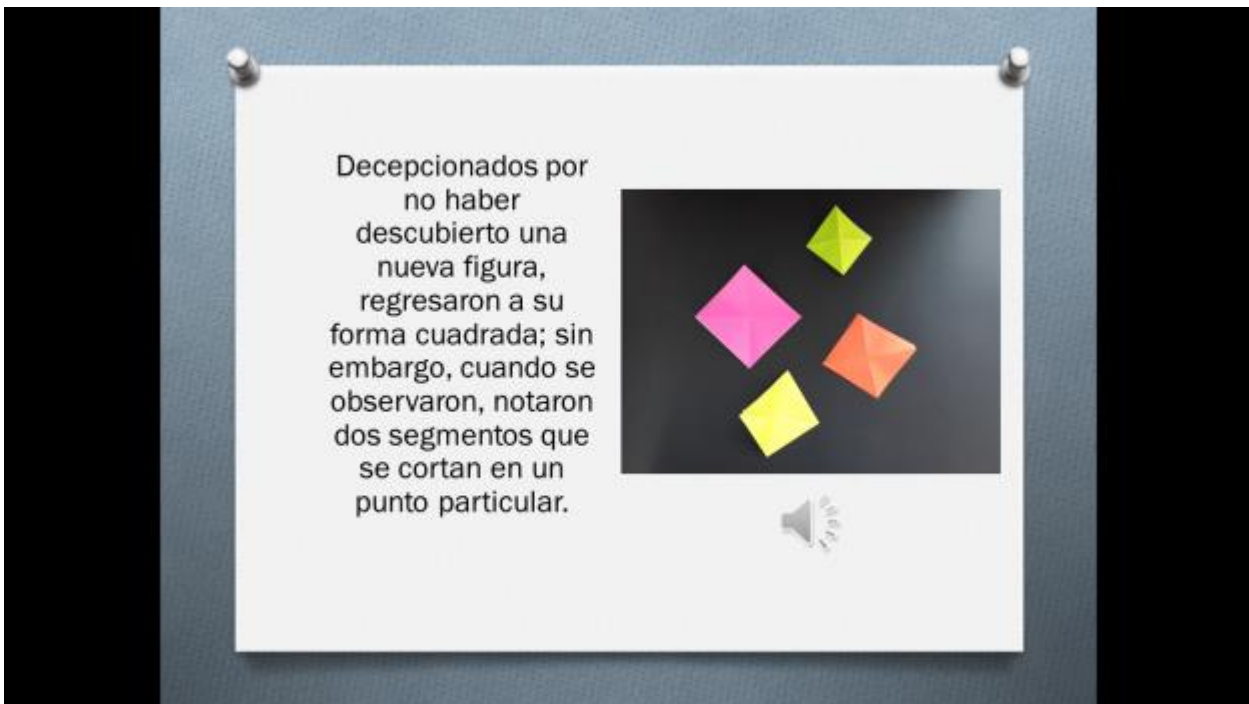 Decepcionados por
no haber
descubierto una
nueva figura,
regresaron a su
forma cuadrada; sin
embargo, cuando se
observaron, notaron
dos segmentos que
se cortan en un
punto particular.